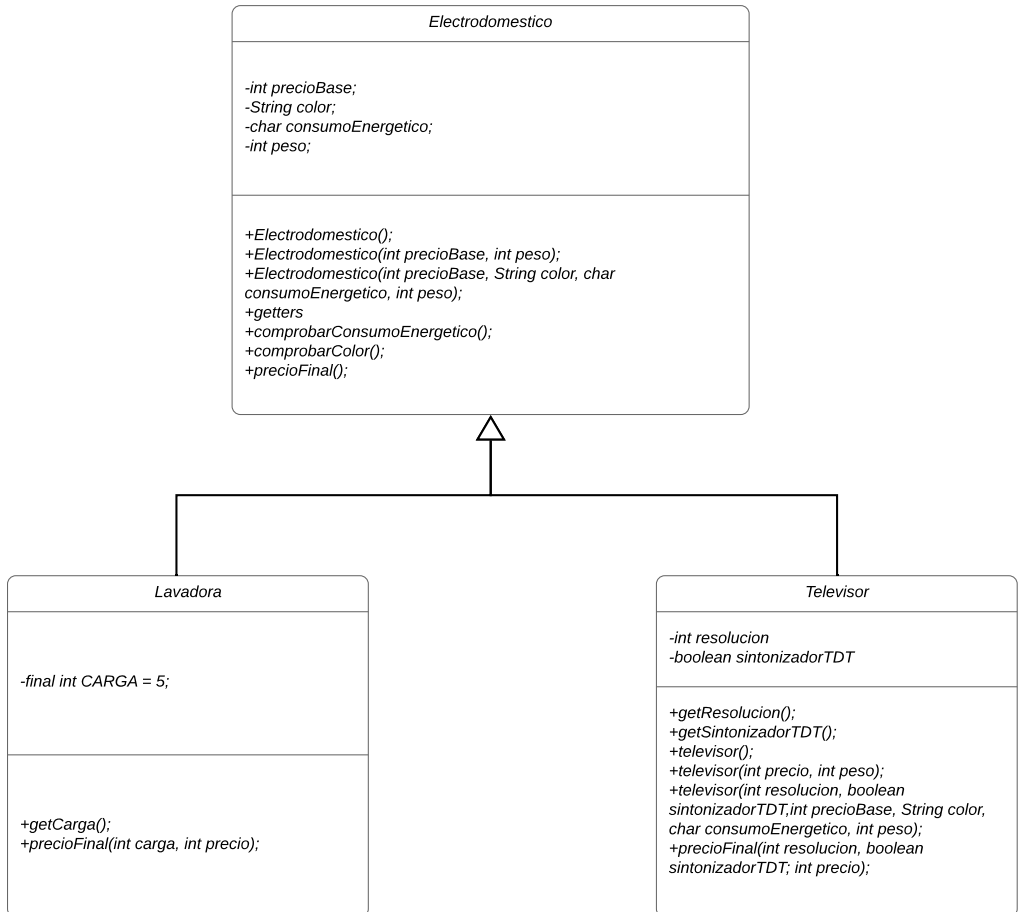 Electrodomestico
-int precioBase;
-String color;
-char consumoEnergetico;
-int peso;
+Electrodomestico();
+Electrodomestico(int precioBase, int peso);
+Electrodomestico(int precioBase, String color, char
consumoEnergetico, int peso);
+getters
+comprobarConsumoEnergetico();
+comprobarColor();
+precioFinal();
Lavadora
-final int CARGA = 5;
+getCarga();
+precioFinal(int carga, int precio);
Televisor
-int resolucion
-boolean sintonizadorTDT
+getResolucion();
+getSintonizadorTDT();
+televisor();
+televisor(int precio, int peso);
+televisor(int resolucion, boolean
sintonizadorTDT,int precioBase, String color,
char consumoEnergetico, int peso);
+precioFinal(int resolucion, boolean
sintonizadorTDT; int precio);